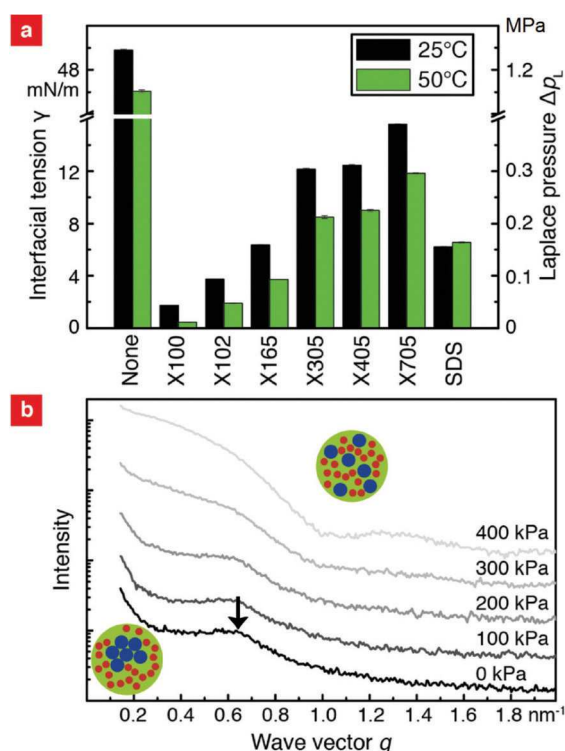 a
MPa
48
mN/m
12
8
4
0
Interfacial tension γ
25°C
50°C
1.2
0.3
0.2
0.1
0
Laplace pressure Δp_L
None
X100
X102
X165
X305
X405
X705
SDS
b
Intensity
400 kPa
300 kPa
200 kPa
100 kPa
0 kPa
0.2 0.4 0.6 0.8 1.0 1.2 1.4 1.6 1.8 nm⁻¹
Wave vector q